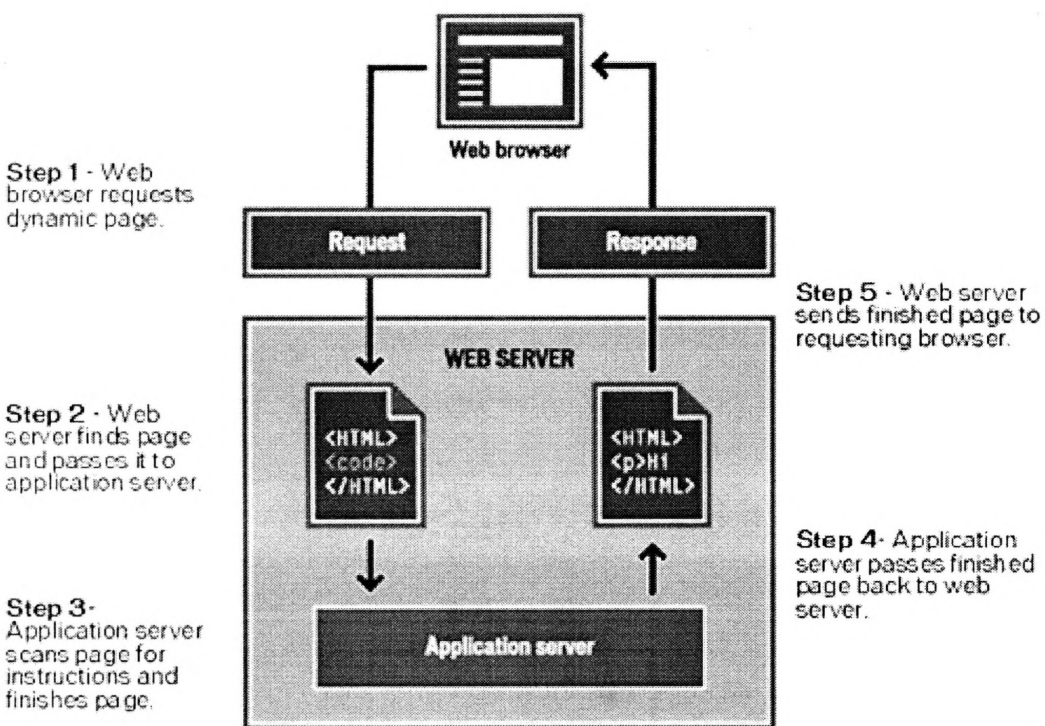 Web browser
Step 1 - Web
browser requests
dynamic page.
Request
Response
Step 5 - Web server
sends finished page to
requesting browser.
WEB SERVER
Step 2 - Web
server finds page
and passes it to
application server.
<HTML>
<code>
</HTML>
<HTML>
<p>Hi
</HTML>
Step 4- Application
server passes finished
page back to web
server.
Step 3-
Application server
scans page for
instructions and
finishes page.
Application server